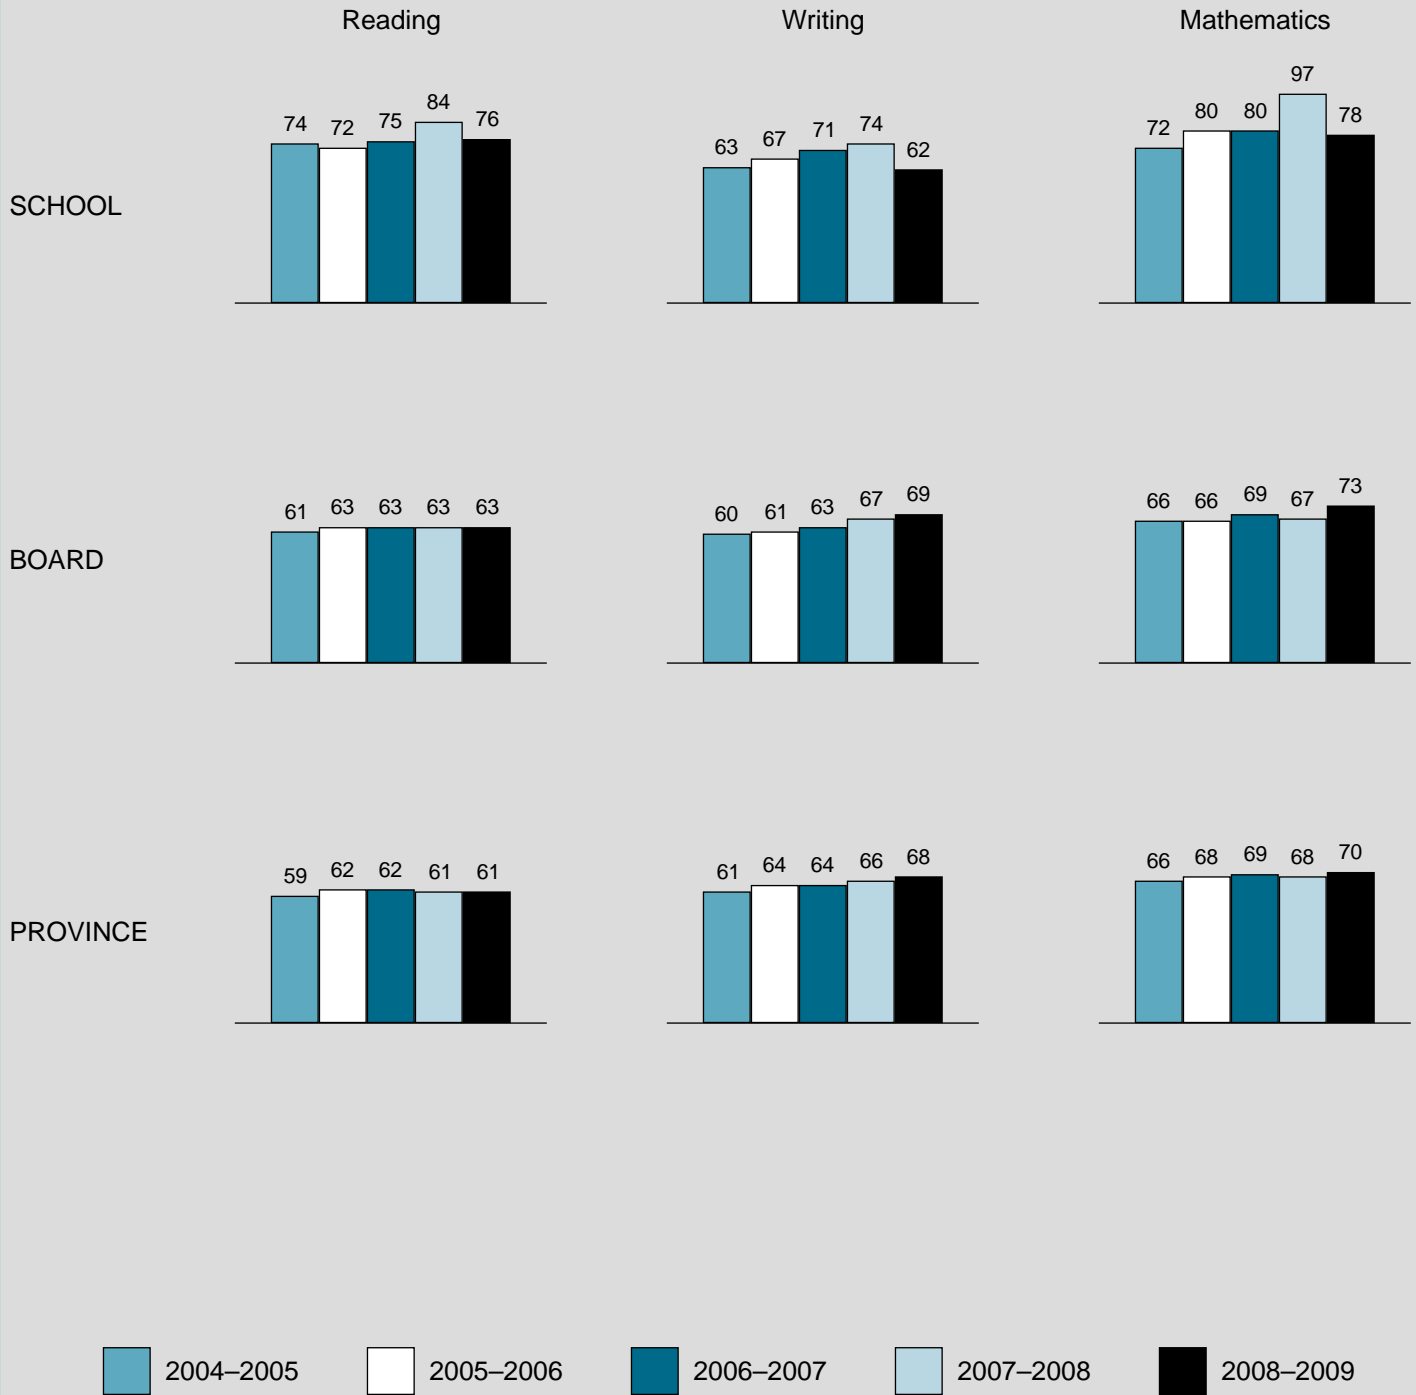 Reading Writing Mathematics
SCHOOL
74 72 75 84 76
63 67 71 74 62
72 80 80 97 78
BOARD
61 63 63 63 63
60 61 63 67 69
66 66 69 67 73
PROVINCE
59 62 62 61 61
61 64 64 66 68
66 68 69 68 70
2004–2005 2005–2006 2006–2007 2007–2008 2008–2009